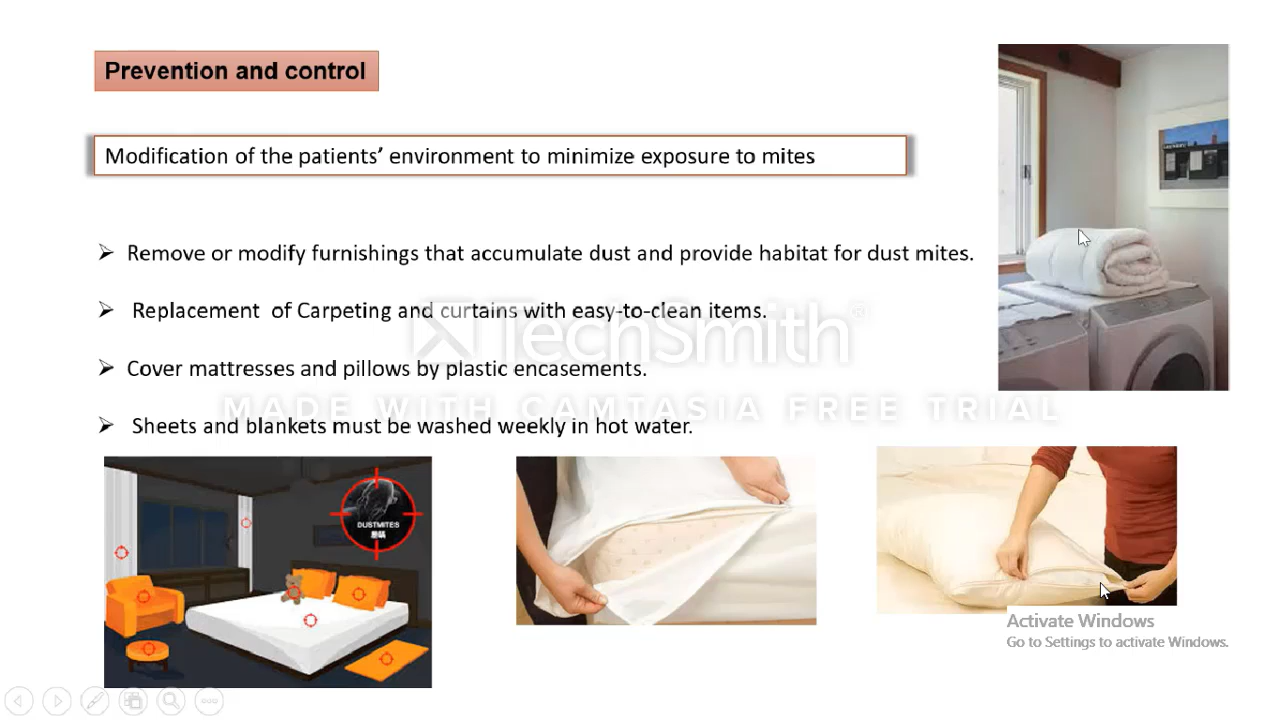 Prevention and control
Modification of the patients’ environment to minimize exposure to mites
➢ Remove or modify furnishings that accumulate dust and provide habitat for dust mites.
➢ Replacement of Carpeting and curtains with easy-to-clean items.
TechSmith®
➢ Cover mattresses and pillows by plastic encasements.
MADE WITH CAMTASIA FREE TRIAL
➢ Sheets and blankets must be washed weekly in hot water.
DUSTMITES
Activate Windows
Go to Settings to activate Windows.